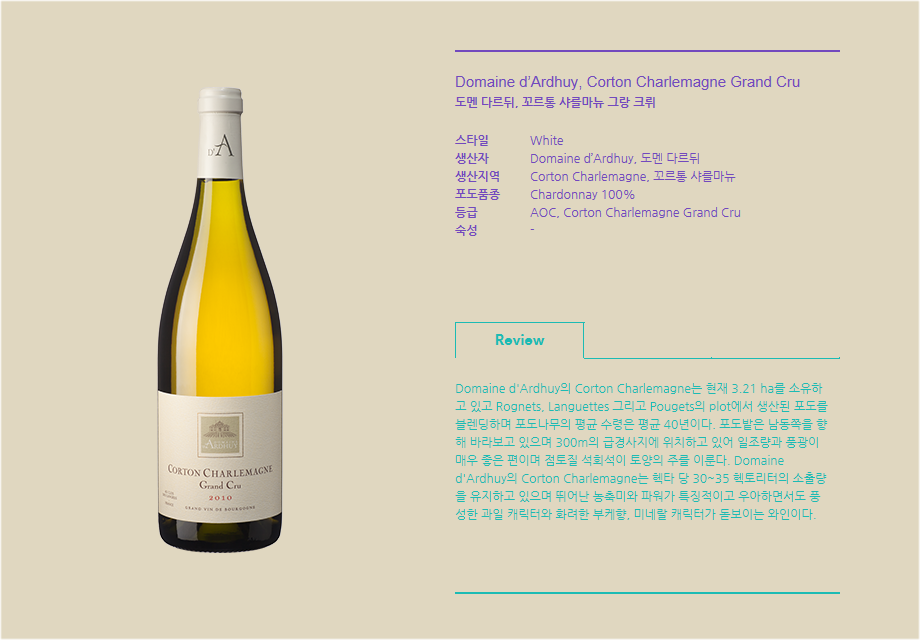 Domaine d’Ardhuy, Corton Charlemagne Grand Cru
도멘 다르뒤, 꼬르통 샤를마뉴 그랑 크뤼
스타일 White
생산자 Domaine d’Ardhuy, 도멘 다르뒤
생산지역 Corton Charlemagne, 꼬르통 샤를마뉴
포도품종 Chardonnay 100%
등급 AOC, Corton Charlemagne Grand Cru
숙성 -
Review
Domaine d'Ardhuy의 Corton Charlemagne는 현재 3.21 ha를 소유하
고 있고 Rognets, Languettes 그리고 Pougets의 plot에서 생산된 포도를
블렌딩하며 포도나무의 평균 수령은 평균 40년이다. 포도밭은 남동쪽을 향
해 바라보고 있으며 300m의 급경사지에 위치하고 있어 일조량과 풍광이
매우 좋은 편이며 점토질 석회석이 토양의 주를 이룬다. Domaine
d'Ardhuy의 Corton Charlemagne는 헥타 당 30~35 헥토리터의 소출량
을 유지하고 있으며 뛰어난 농축미와 파워가 특징적이고 우아하면서도 풍
성한 과일 캐릭터와 화려한 부케향, 미네랄 캐릭터가 돋보이는 와인이다.
D'A
CORTON CHARLEMAGNE
Grand Cru
2010
GRAND VIN DE BOURGOGNE